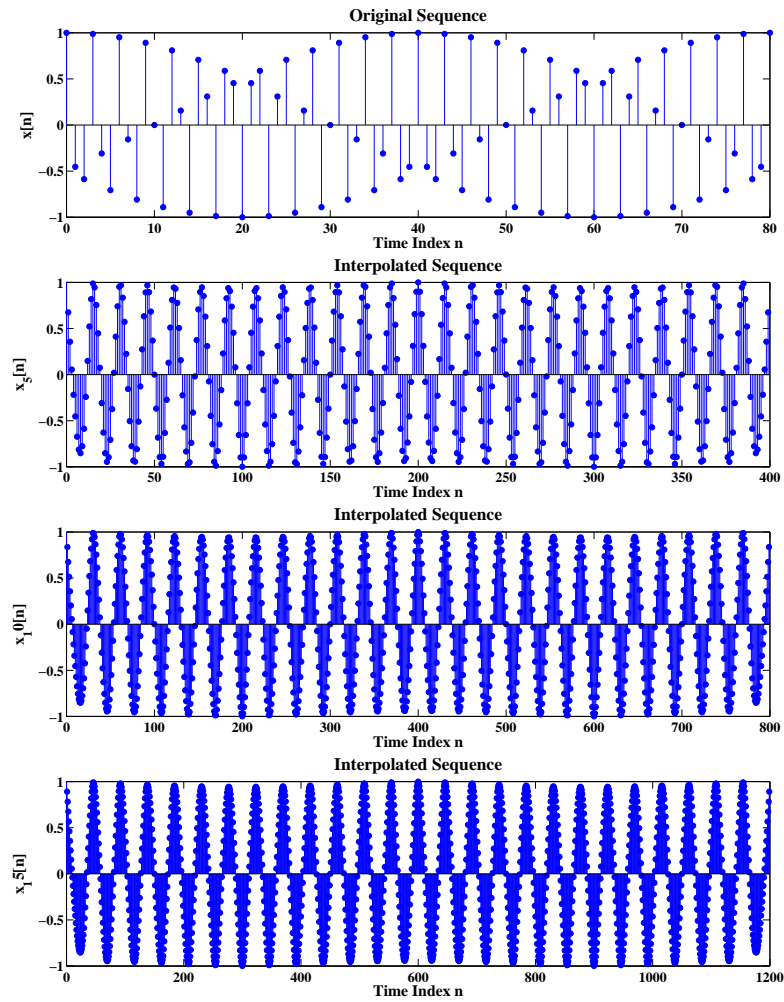 Original Sequence
1
0.5
0
−0.5
−1
x[n]
0 10 20 30 40 50 60 70 80
Time Index n
Interpolated Sequence
1
0.5
0
−0.5
−1
x5[n]
0 50 100 150 200 250 300 350 400
Time Index n
Interpolated Sequence
1
0.5
0
−0.5
−1
x10[n]
0 100 200 300 400 500 600 700 800
Time Index n
Interpolated Sequence
1
0.5
0
−0.5
−1
x15[n]
0 200 400 600 800 1000 1200
Time Index n